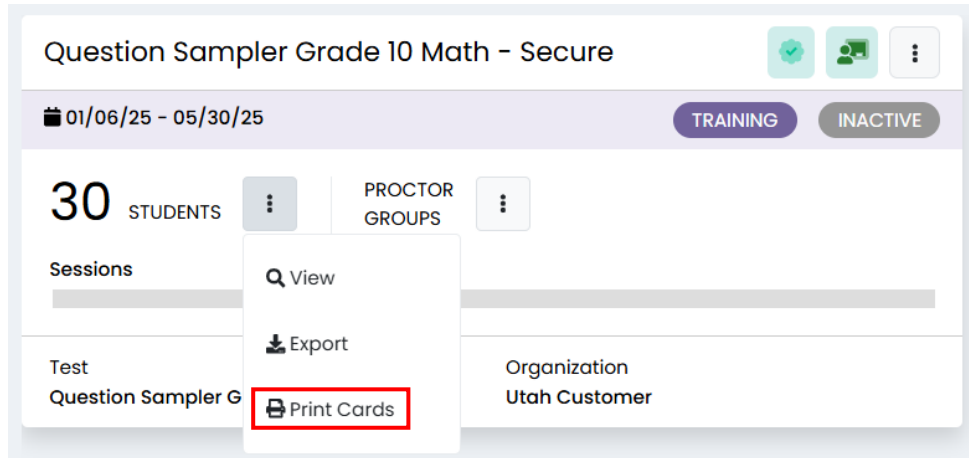 Question Sampler Grade 10 Math - Secure
01/06/25 - 05/30/25
TRAINING
INACTIVE
30 STUDENTS
PROCTOR
GROUPS
Sessions
View
Export
Print Cards
Test
Question Sampler G
Organization
Utah Customer